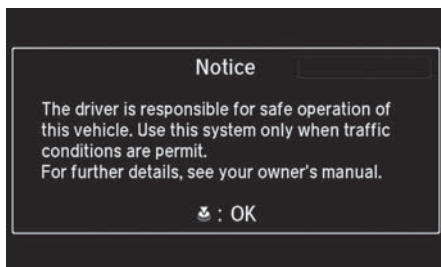 Notice
The driver is responsible for safe operation of
this vehicle. Use this system only when traffic
conditions are permit.
For further details, see your owner's manual.
: OK